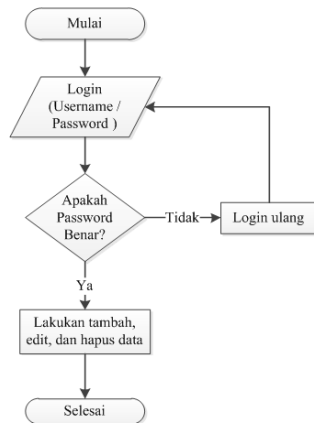 Mulai
Login
(Username /
Password )
Apakah
Password
Benar?
Tidak
Login ulang
Ya
Lakukan tambah,
edit, dan hapus data
Selesai